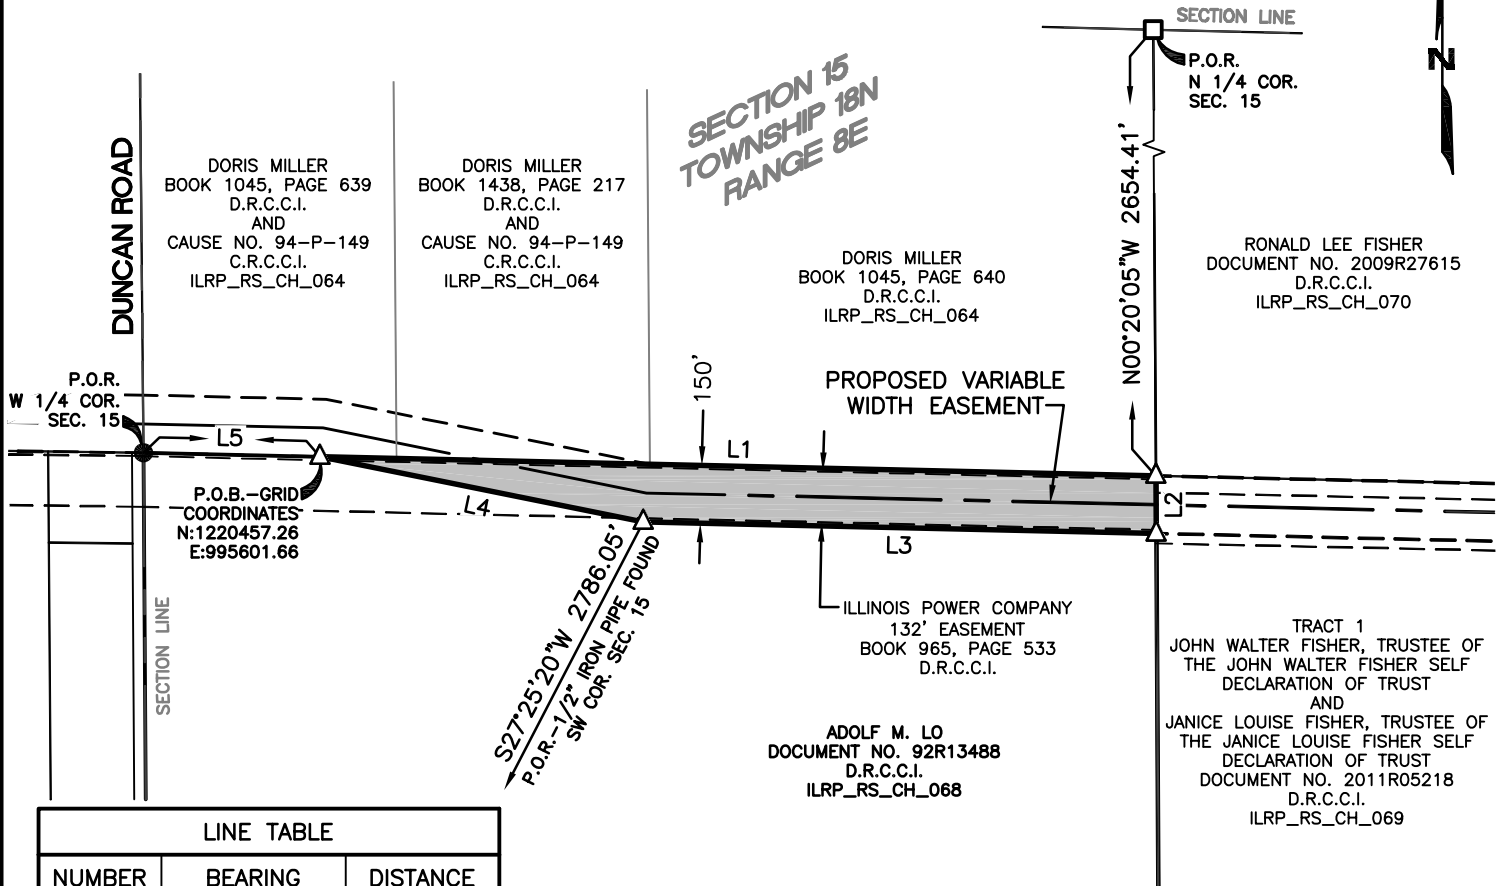 SECTION LINE
P.O.R.
N 1/4 COR.
SEC. 15
N
SECTION 15
TOWNSHIP 18N
RANGE 8E
DUNCAN ROAD
DORIS MILLER
BOOK 1045, PAGE 639
D.R.C.C.I.
AND
CAUSE NO. 94-P-149
C.R.C.C.I.
ILRP_RS_CH_064
DORIS MILLER
BOOK 1438, PAGE 217
D.R.C.C.I.
AND
CAUSE NO. 94-P-149
C.R.C.C.I.
ILRP_RS_CH_064
DORIS MILLER
BOOK 1045, PAGE 640
D.R.C.C.I.
ILRP_RS_CH_064
N00°20'05"W 2654.41'
RONALD LEE FISHER
DOCUMENT NO. 2009R27615
D.R.C.C.I.
ILRP_RS_CH_070
P.O.R.
W 1/4 COR.
SEC. 15
L5
150'
PROPOSED VARIABLE
WIDTH EASEMENT
L1
L2
P.O.B.-GRID
COORDINATES
N:1220457.26
E:995601.66
L4
L3
S27°25'20"W 2786.05'
P.O.R.-1/2" IRON PIPE FOUND
SW COR. SEC. 15
SECTION LINE
ILLINOIS POWER COMPANY
132' EASEMENT
BOOK 965, PAGE 533
D.R.C.C.I.
ADOLF M. LO
DOCUMENT NO. 92R13488
D.R.C.C.I.
ILRP_RS_CH_068
TRACT 1
JOHN WALTER FISHER, TRUSTEE OF
THE JOHN WALTER FISHER SELF
DECLARATION OF TRUST
AND
JANICE LOUISE FISHER, TRUSTEE OF
THE JANICE LOUISE FISHER SELF
DECLARATION OF TRUST
DOCUMENT NO. 2011R05218
D.R.C.C.I.
ILRP_RS_CH_069
LINE TABLE
NUMBER BEARING DISTANCE